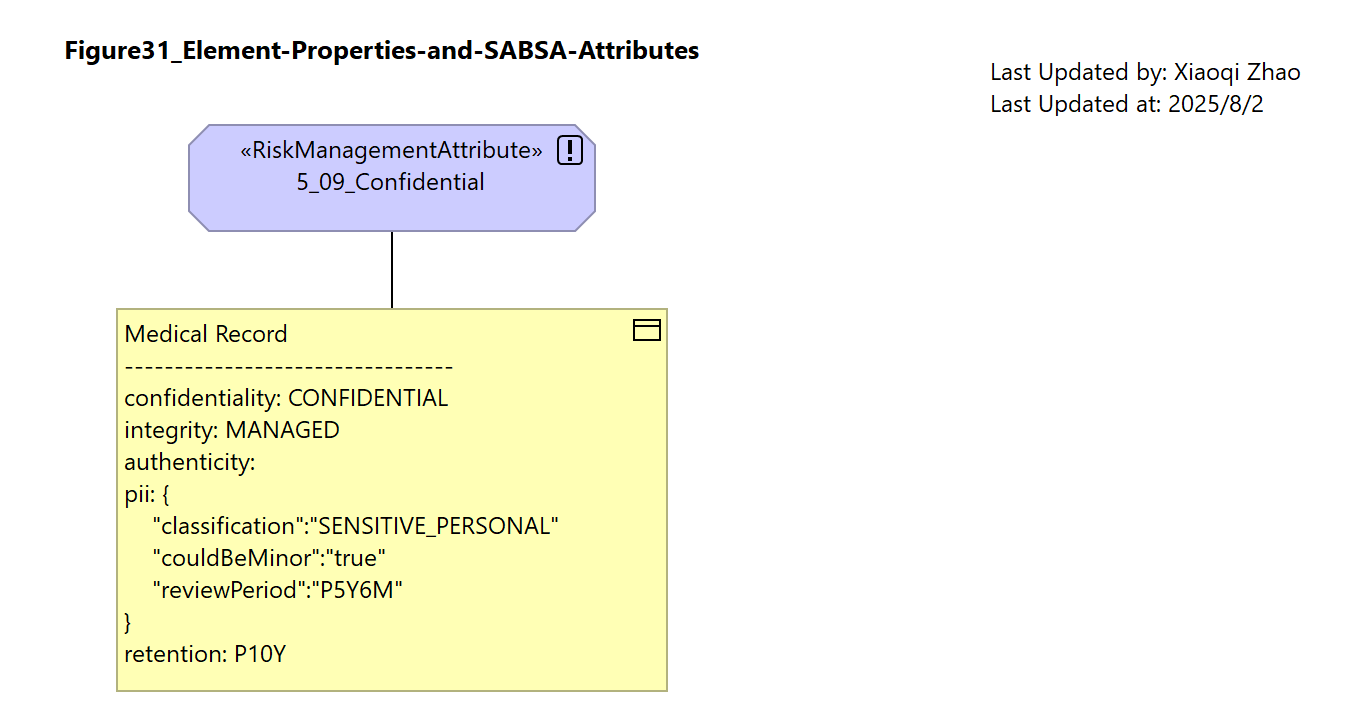 Figure31_Element-Properties-and-SABSA-Attributes
Last Updated by: Xiaoqi Zhao
Last Updated at: 2025/8/2
«RiskManagementAttribute»
5_09_Confidential
Medical Record
---------------------------------
confidentiality: CONFIDENTIAL
integrity: MANAGED
authenticity:
pii: {
"classification":"SENSITIVE_PERSONAL"
"couldBeMinor":"true"
"reviewPeriod":"P5Y6M"
}
retention: P10Y